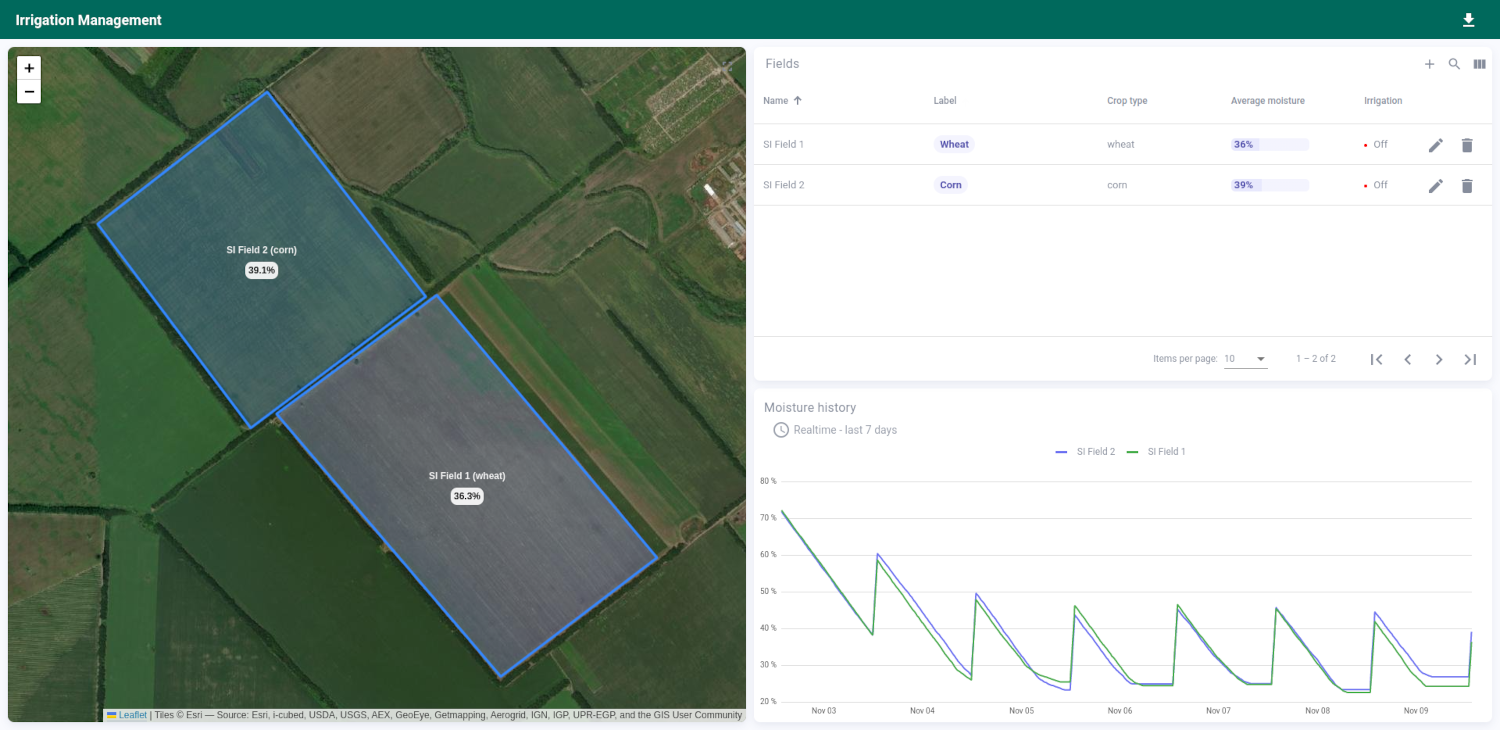 Irrigation Management
+
−
SI Field 2 (corn)
39.1%
SI Field 1 (wheat)
36.3%
Leaflet | Tiles © Esri — Source: Esri, i-cubed, USDA, USGS, AEX, GeoEye, Getmapping, Aerogrid, IGN, IGP, UPR-EGP, and the GIS User Community
Fields
Name Label Crop type Average moisture Irrigation
SI Field 1 Wheat wheat 36% Off
SI Field 2 Corn corn 39% Off
Items per page: 10 1 – 2 of 2
Moisture history
Realtime - last 7 days
SI Field 2 SI Field 1
80 %
70 %
60 %
50 %
40 %
30 %
20 %
Nov 03 Nov 04 Nov 05 Nov 06 Nov 07 Nov 08 Nov 09